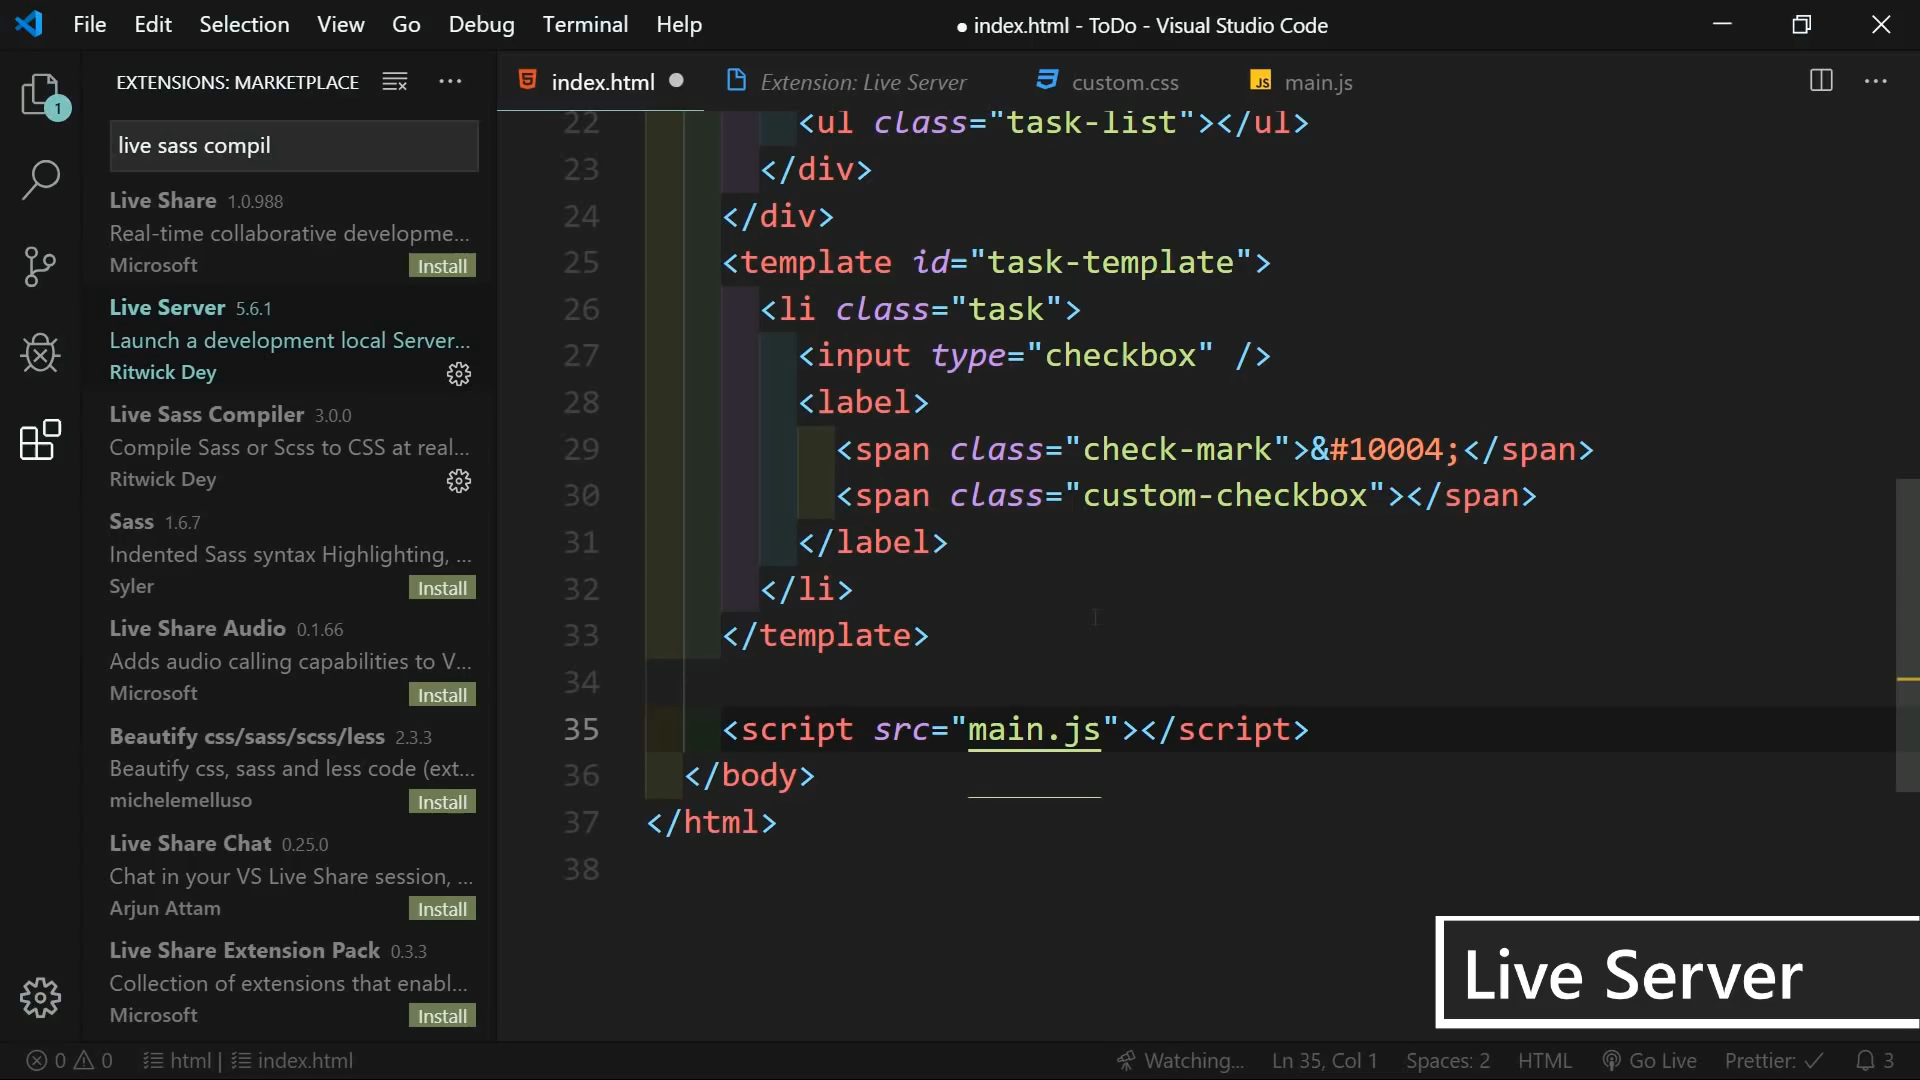 File Edit Selection View Go Debug Terminal Help
● index.html - ToDo - Visual Studio Code
EXTENSIONS: MARKETPLACE
live sass compil
Live Share 1.0.988
Real-time collaborative developme...
Microsoft Install
Live Server 5.6.1
Launch a development local Server...
Ritwick Dey
Live Sass Compiler 3.0.0
Compile Sass or Scss to CSS at real...
Ritwick Dey
Sass 1.6.7
Indented Sass syntax Highlighting, ...
Syler Install
Live Share Audio 0.1.66
Adds audio calling capabilities to V...
Microsoft Install
Beautify css/sass/scss/less 2.3.3
Beautify css, sass and less code (ext...
michelemelluso Install
Live Share Chat 0.25.0
Chat in your VS Live Share session, ...
Arjun Attam Install
Live Share Extension Pack 0.3.3
Collection of extensions that enabl...
Microsoft Install
1
index.html ● Extension: Live Server custom.css JS main.js ...
22 <ul class="task-list"></ul>
23 </div>
24 </div>
25 <template id="task-template">
26 <li class="task">
27 <input type="checkbox" />
28 <label>
29 <span class="check-mark">&#10004;</span>
30 <span class="custom-checkbox"></span>
31 </label>
32 </li>
33 </template>
34
35 <script src="main.js"></script>
36 </body>
37 </html>
38
Live Server
0 0 html | index.html Watching... Ln 35, Col 1 Spaces: 2 HTML Go Live Prettier: ✓ 3